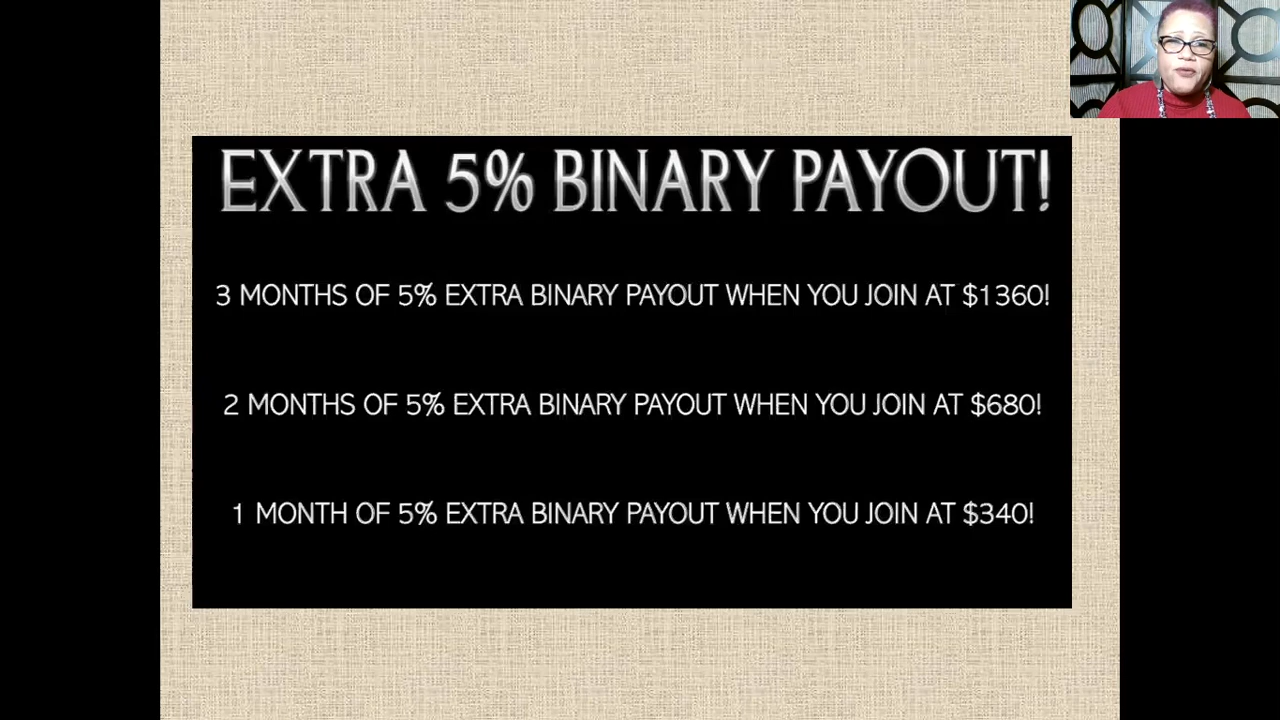 EXTRA 5% BINARY PAYOUT!
3 MONTHS OF 5% EXTRA BINARY PAYOUT WHEN YOU JOIN AT $1360!
2 MONTHS OF 5% EXTRA BINARY PAYOUT WHEN YOU JOIN AT $680!
1 MONTH OF 5% EXTRA BINARY PAYOUT WHEN YOU JOIN AT $340!